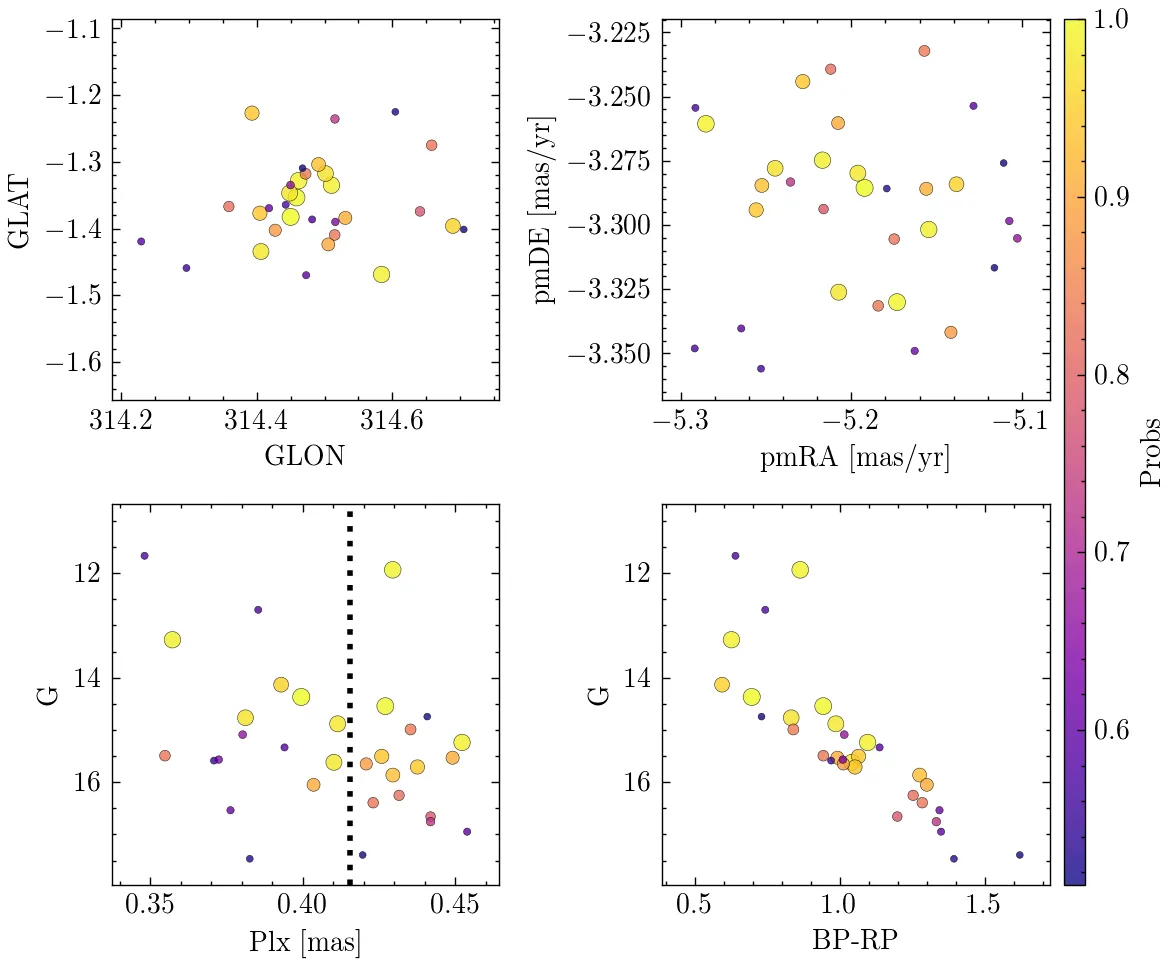 −1.1
−1.2
−1.3
−1.4
−1.5
−1.6
GLAT
314.2 314.4 314.6
GLON
−3.225
−3.250
−3.275
−3.300
−3.325
−3.350
pmDE [mas/yr]
−5.3 −5.2 −5.1
pmRA [mas/yr]
12
14
16
G
0.35 0.40 0.45
Plx [mas]
12
14
16
G
0.5 1.0 1.5
BP-RP
1.0
0.9
0.8
0.7
0.6
Probs